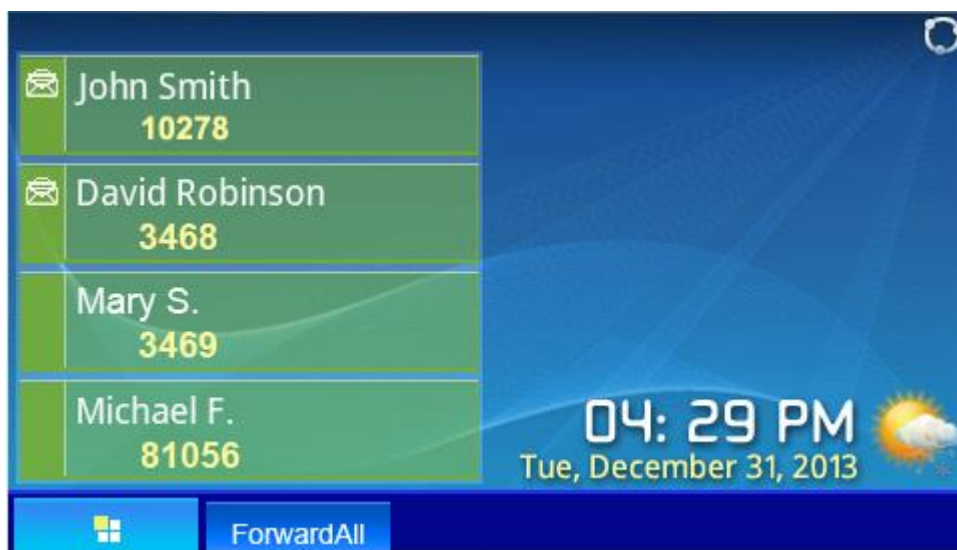 John Smith
10278
David Robinson
3468
Mary S.
3469
Michael F.
81056
04: 29 PM
Tue, December 31, 2013
ForwardAll